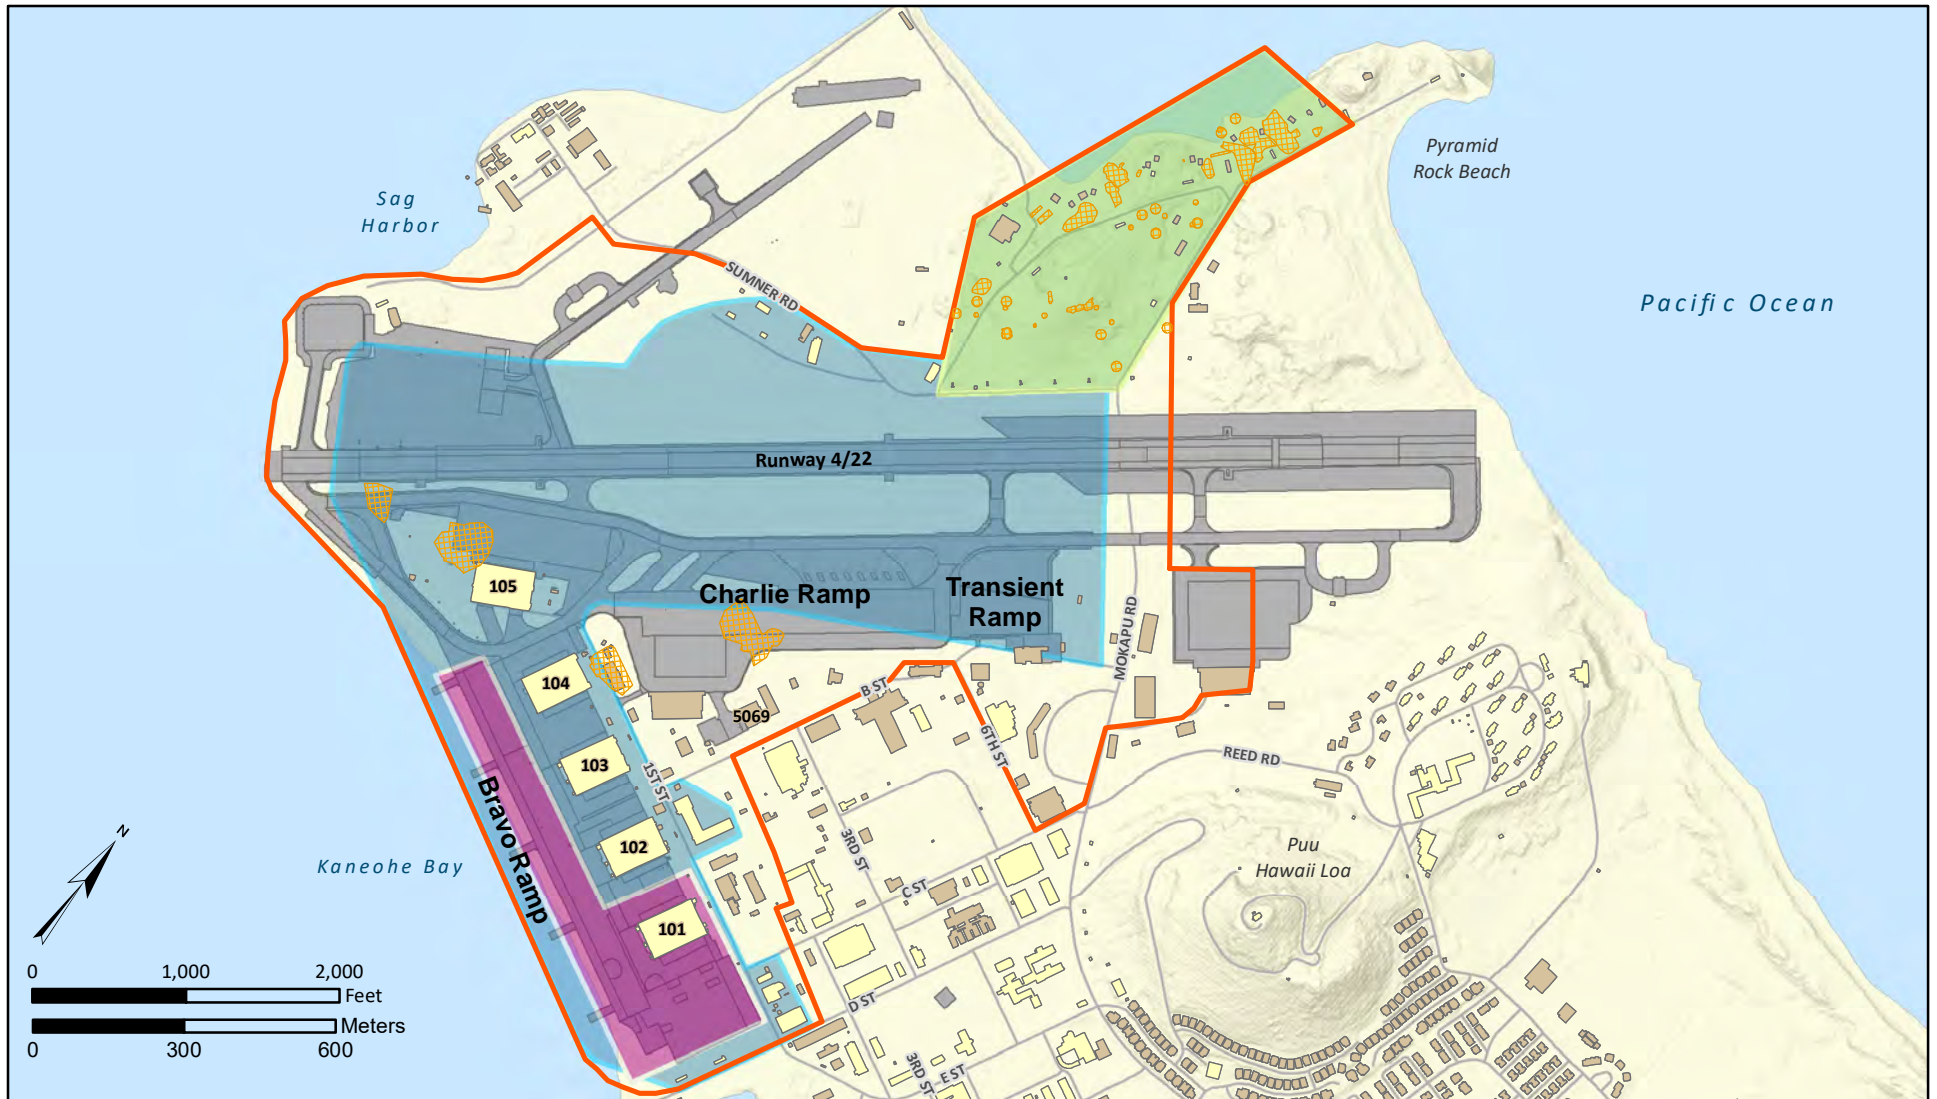 Pyramid
Rock Beach
Sag
Harbor
SUMNER RD
Pacific Ocean
Runway 4/22
105
Charlie Ramp
Transient
Ramp
MOKAPU RD
104
B ST
5069
6TH ST
103
1ST ST
REED RD
Bravo Ramp
102
3RD ST
Puu
Hawaii Loa
Kaneohe Bay
C ST
101
N
D ST
0 1,000 2,000
Feet
Meters
0 300 600
3RD ST
E ST